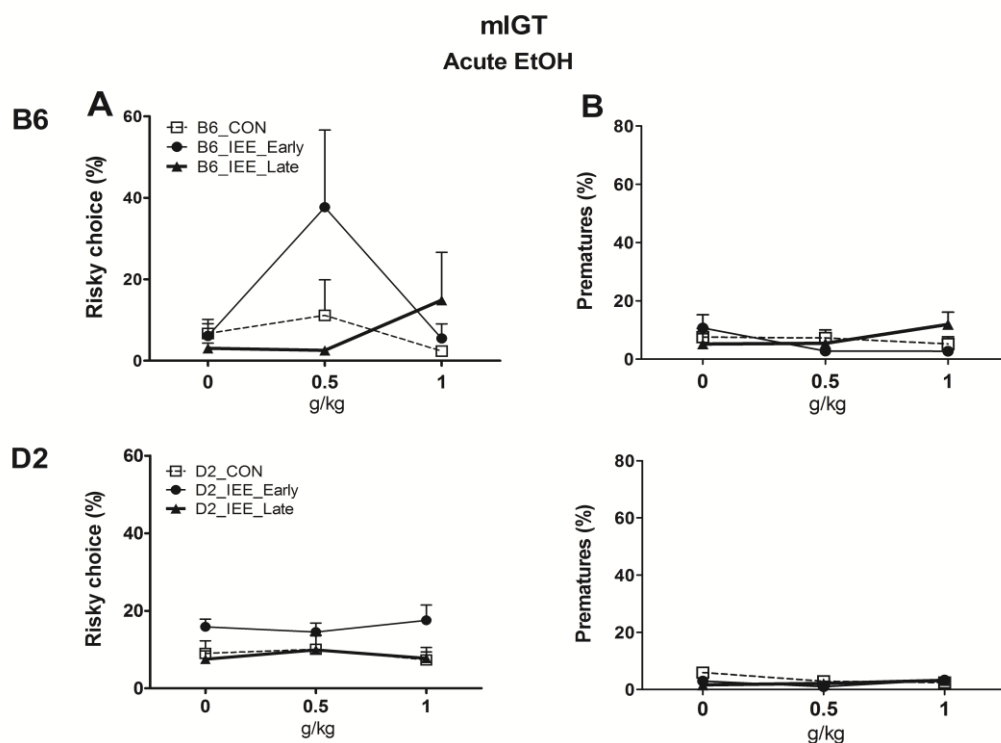 mIGT
Acute EtOH
B6
A
B
Risky choice (%)
60
40
20
0
B6_CON
B6_IEE_Early
B6_IEE_Late
0
0.5
1
g/kg
Prematures (%)
80
60
40
20
0
0
0.5
1
g/kg
D2
Risky choice (%)
60
40
20
0
D2_CON
D2_IEE_Early
D2_IEE_Late
0
0.5
1
g/kg
Prematures (%)
80
60
40
20
0
0
0.5
1
g/kg